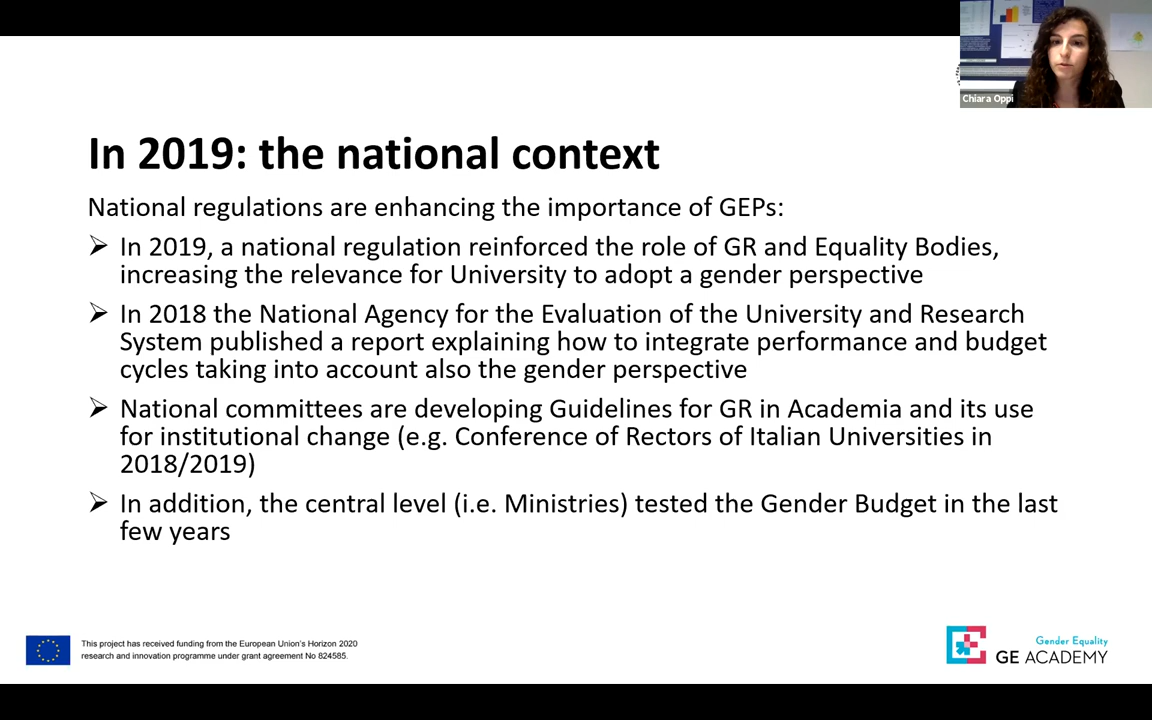 Chiara Oppi
In 2019: the national context
National regulations are enhancing the importance of GEPs:
In 2019, a national regulation reinforced the role of GR and Equality Bodies,
increasing the relevance for University to adopt a gender perspective
In 2018 the National Agency for the Evaluation of the University and Research
System published a report explaining how to integrate performance and budget
cycles taking into account also the gender perspective
National committees are developing Guidelines for GR in Academia and its use
for institutional change (e.g. Conference of Rectors of Italian Universities in
2018/2019)
In addition, the central level (i.e. Ministries) tested the Gender Budget in the last
few years
This project has received funding from the European Union's Horizon 2020
research and innovation programme under grant agreement No 824585.
Gender Equality
GE ACADEMY